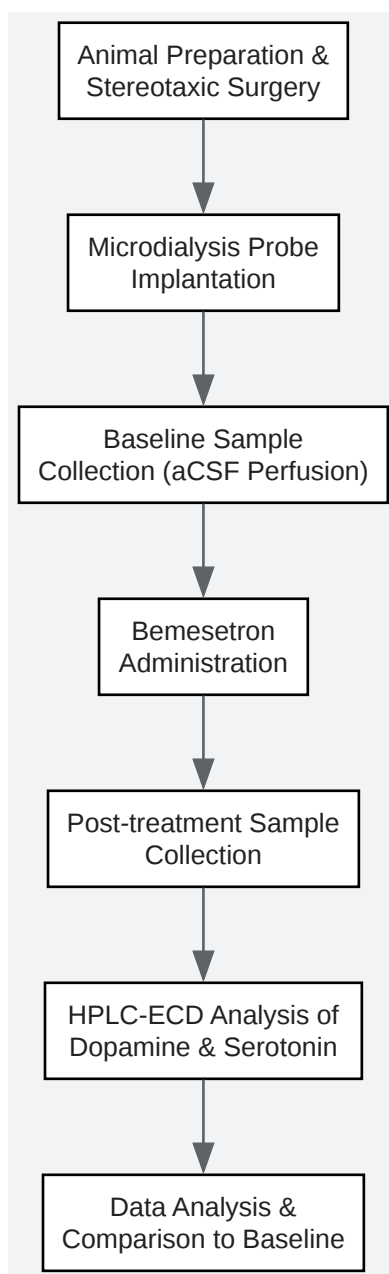 Animal Preparation &
Stereotaxic Surgery
Microdialysis Probe
Implantation
Baseline Sample
Collection (aCSF Perfusion)
Bemesetron
Administration
Post-treatment Sample
Collection
HPLC-ECD Analysis of
Dopamine & Serotonin
Data Analysis &
Comparison to Baseline